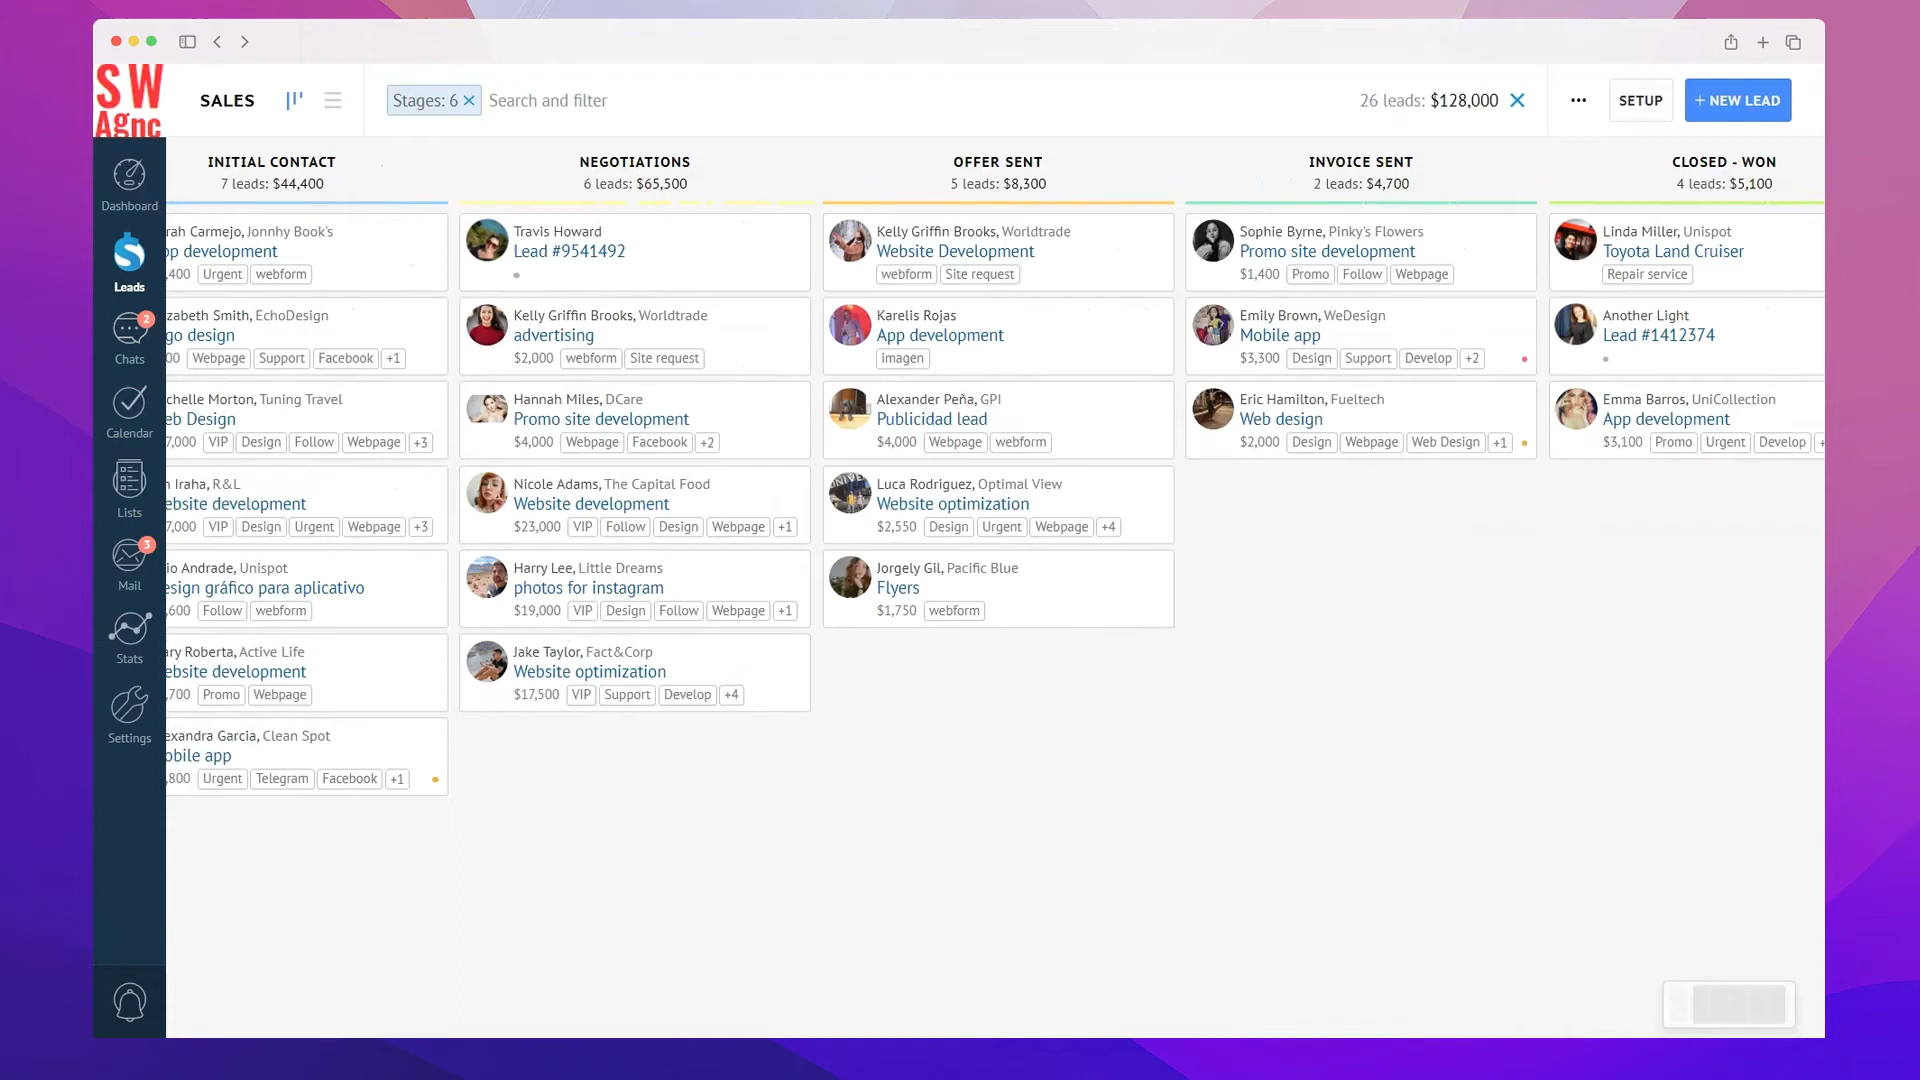 S W
Agnc
SALES
Stages: 6
Search and filter
26 leads: $128,000
SETUP
+ NEW LEAD
Dashboard
Leads
2
Chats
Calendar
Lists
3
Mail
Stats
Settings
INITIAL CONTACT
7 leads: $44,400
rah Carmejo, Jonnhy Book's
pp development
,400 Urgent webform
zabeth Smith, EchoDesign
go design
00 Webpage Support Facebook +1
chelle Morton, Tuning Travel
eb Design
7,000 VIP Design Follow Webpage +3
n Iraha, R&L
ebsite development
7,000 VIP Design Urgent Webpage +3
io Andrade, Unispot
esign gráfico para aplicativo
,600 Follow webform
ary Roberta, Active Life
ebsite development
,700 Promo Webpage
exandra Garcia, Clean Spot
obile app
,800 Urgent Telegram Facebook +1
NEGOTIATIONS
6 leads: $65,500
Travis Howard
Lead #9541492
Kelly Griffin Brooks, Worldtrade
advertising
$2,000 webform Site request
Hannah Miles, DCare
Promo site development
$4,000 Webpage Facebook +2
Nicole Adams, The Capital Food
Website development
$23,000 VIP Follow Design Webpage +1
Harry Lee, Little Dreams
photos for instagram
$19,000 VIP Design Follow Webpage +1
Jake Taylor, Fact&Corp
Website optimization
$17,500 VIP Support Develop +4
OFFER SENT
5 leads: $8,300
Kelly Griffin Brooks, Worldtrade
Website Development
webform Site request
Karelis Rojas
App development
imagen
Alexander Peña, GPI
Publicidad lead
$4,000 Webpage webform
Luca Rodriguez, Optimal View
Website optimization
$2,550 Design Urgent Webpage +4
Jorgely Gil, Pacific Blue
Flyers
$1,750 webform
INVOICE SENT
2 leads: $4,700
Sophie Byrne, Pinky's Flowers
Promo site development
$1,400 Promo Follow Webpage
Emily Brown, WeDesign
Mobile app
$3,300 Design Support Develop +2
Eric Hamilton, Fueltech
Web design
$2,000 Design Webpage Web Design +1
CLOSED - WON
4 leads: $5,100
Linda Miller, Unispot
Toyota Land Cruiser
Repair service
Another Light
Lead #1412374
Emma Barros, UniCollection
App development
$3,100 Promo Urgent Develop +